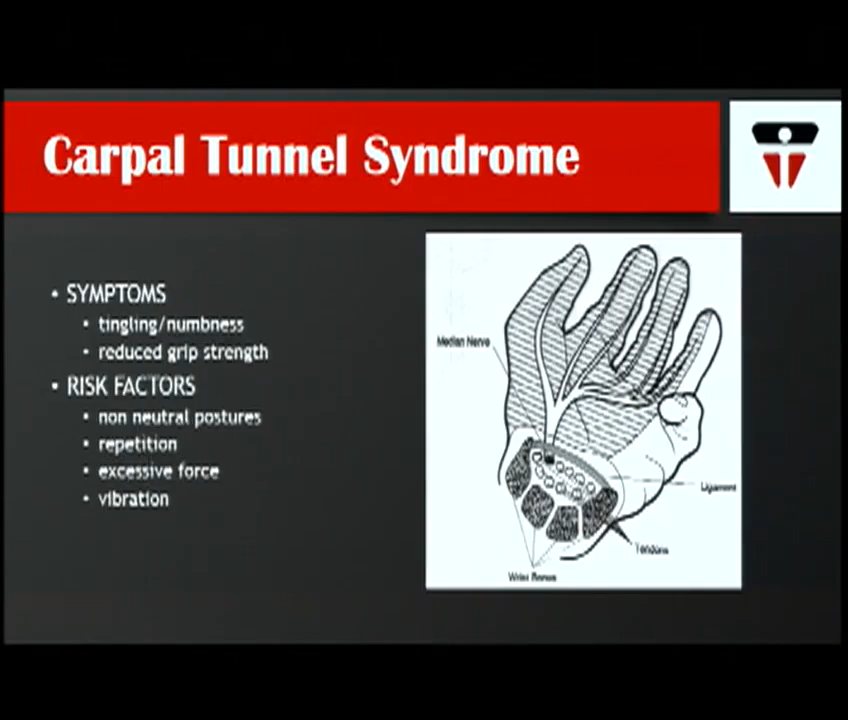 Carpal Tunnel Syndrome
• SYMPTOMS
• tingling/numbness
• reduced grip strength
• RISK FACTORS
• non neutral postures
• repetition
• excessive force
• vibration
Median Nerve
Ligament
Tendons
Wrist Bones